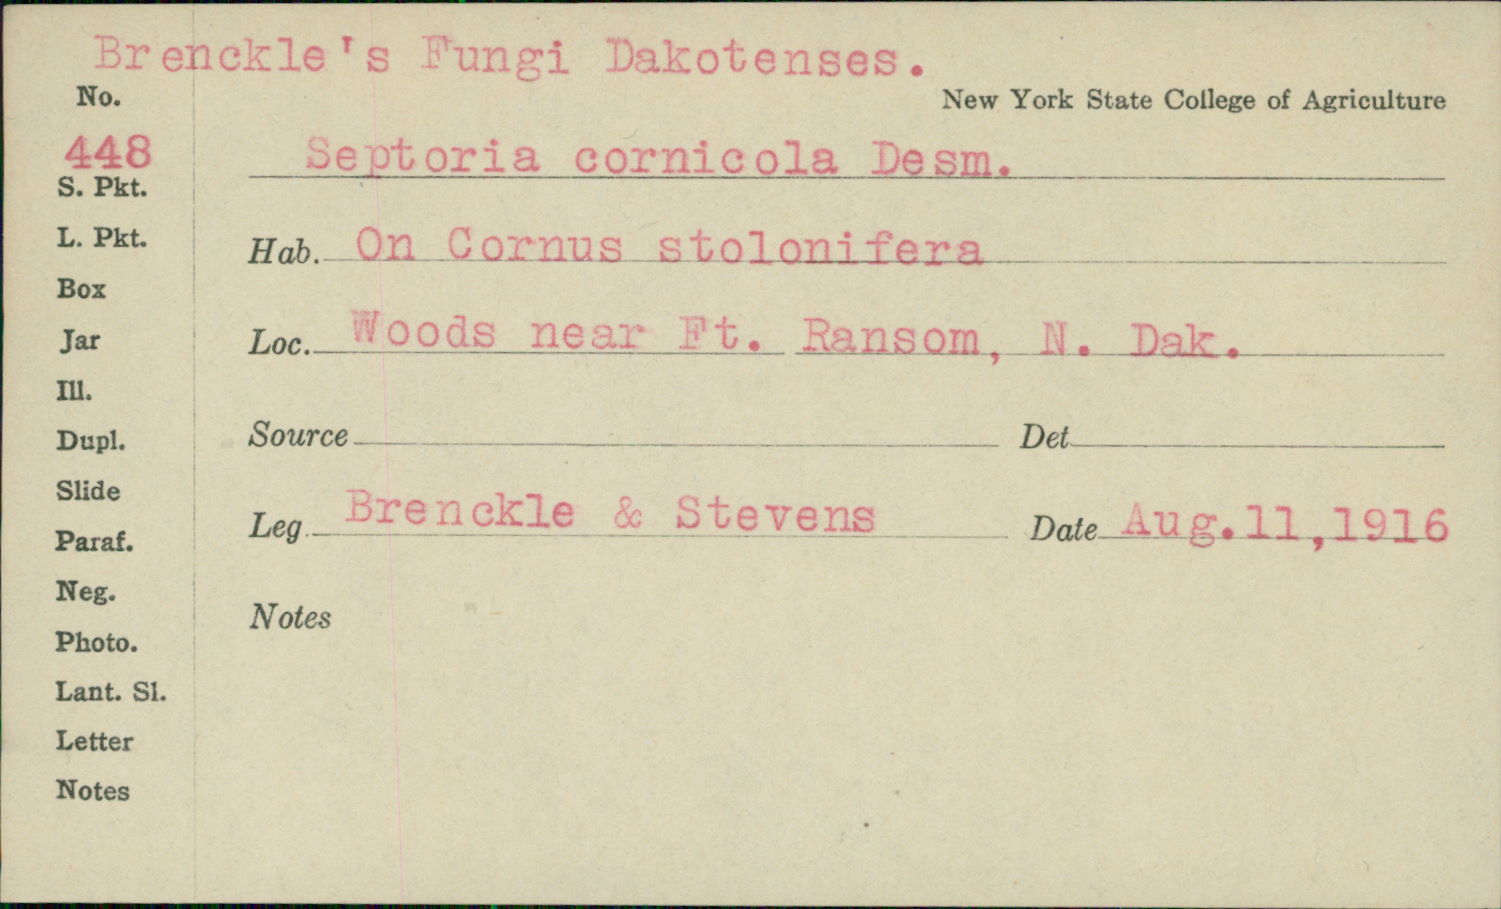 Brenckle's Fungi Dakotenses.
No.
New York State College of Agriculture
448
Septoria cornicola Desm.
S. Pkt.
L. Pkt.
Hab. On Cornus stolonifera
Box
Jar
Loc. Woods near Ft. Ransom, N. Dak.
Ill.
Dupl.
Source Det
Slide
Leg Brenckle & Stevens Date Aug.11,1916
Paraf.
Neg.
Notes
Photo.
Lant. Sl.
Letter
Notes